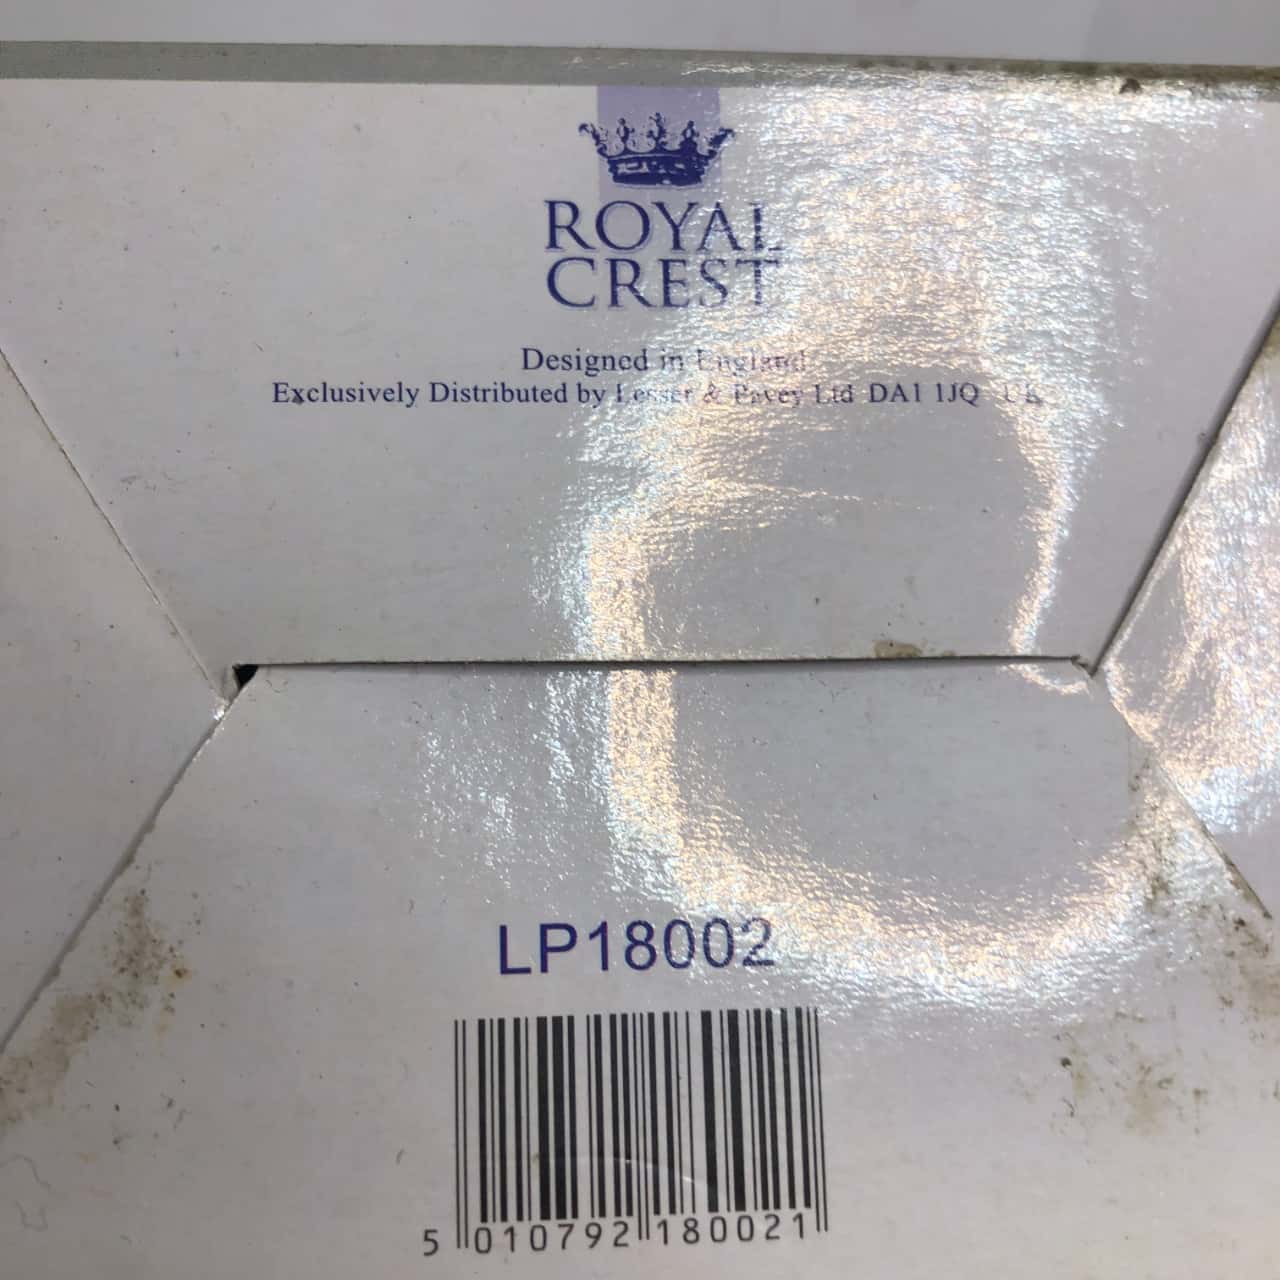 ROYAL
CREST
Designed in England
Exclusively Distributed by Lesser & Pavey Ltd DA1 1JQ UK
LP18002
5 010792 180021